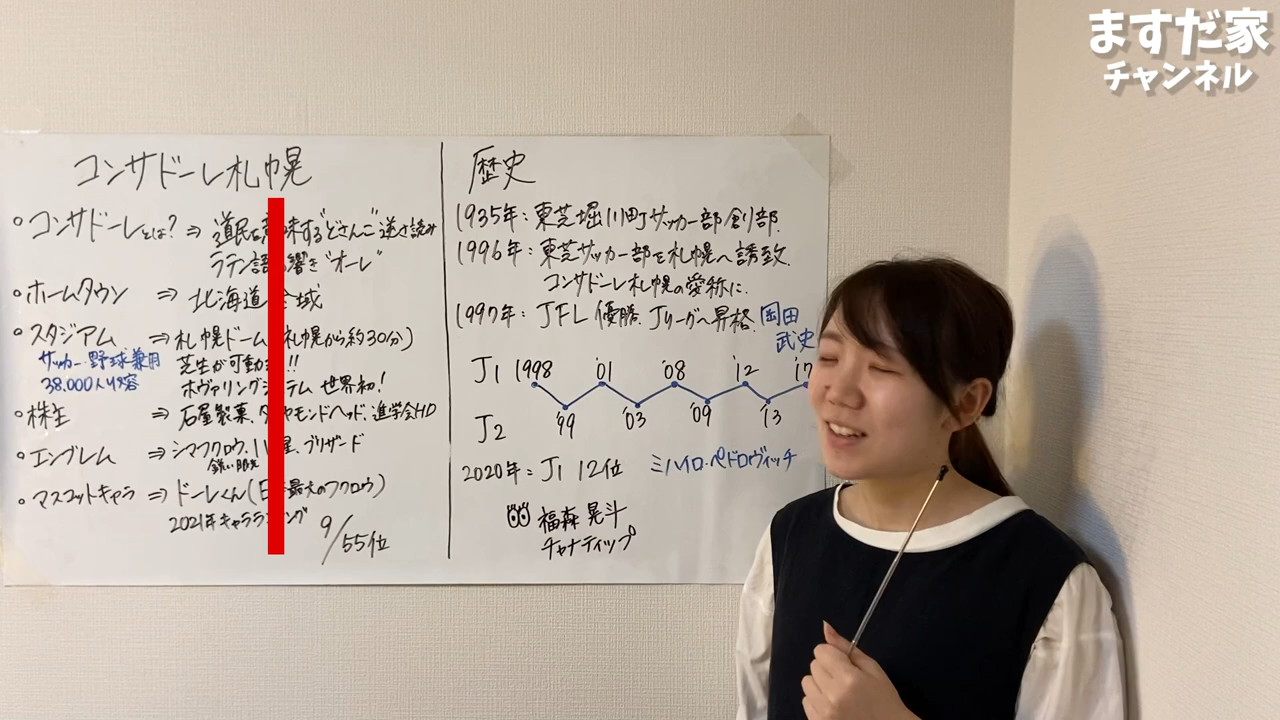 ますだ家
チャンネル
コンサドーレ札幌
コンサドーレとは? ⇒ 道民を意味する"どさんこ"逆さ読み
ラテン語の響き"オーレ"
ホームタウン ⇒ 北海道全域
スタジアム ⇒ 札幌ドーム(札幌から約30分)
サッカー 野球兼用
38.000人収容
芝生が可動 !!
ホヴァリングシステム 世界初!
株主 ⇒ 石屋製菓、ダイヤモンドヘッド、進学会HD
エンブレム ⇒ シマフクロウ、11 星、ブリザード
鋭い眼光
マスコットキャラ ⇒ ドーレくん(日本最大のフクロウ)
2021年キャラランキング 9/55位
歴史
1935年:東芝堀川町サッカー部創部.
1996年:東芝サッカー部を札幌へ誘致.
コンサドーレ札幌の愛称に.
1997年:JFL優勝.Jリーグへ昇格.岡田
武史
J1 1998 '01 '08 '12 '17
J2 '99 '03 '09 '13
2020年:J1 12位 ミハイロ・ペドロヴィッチ
福森晃斗
チャナティップ